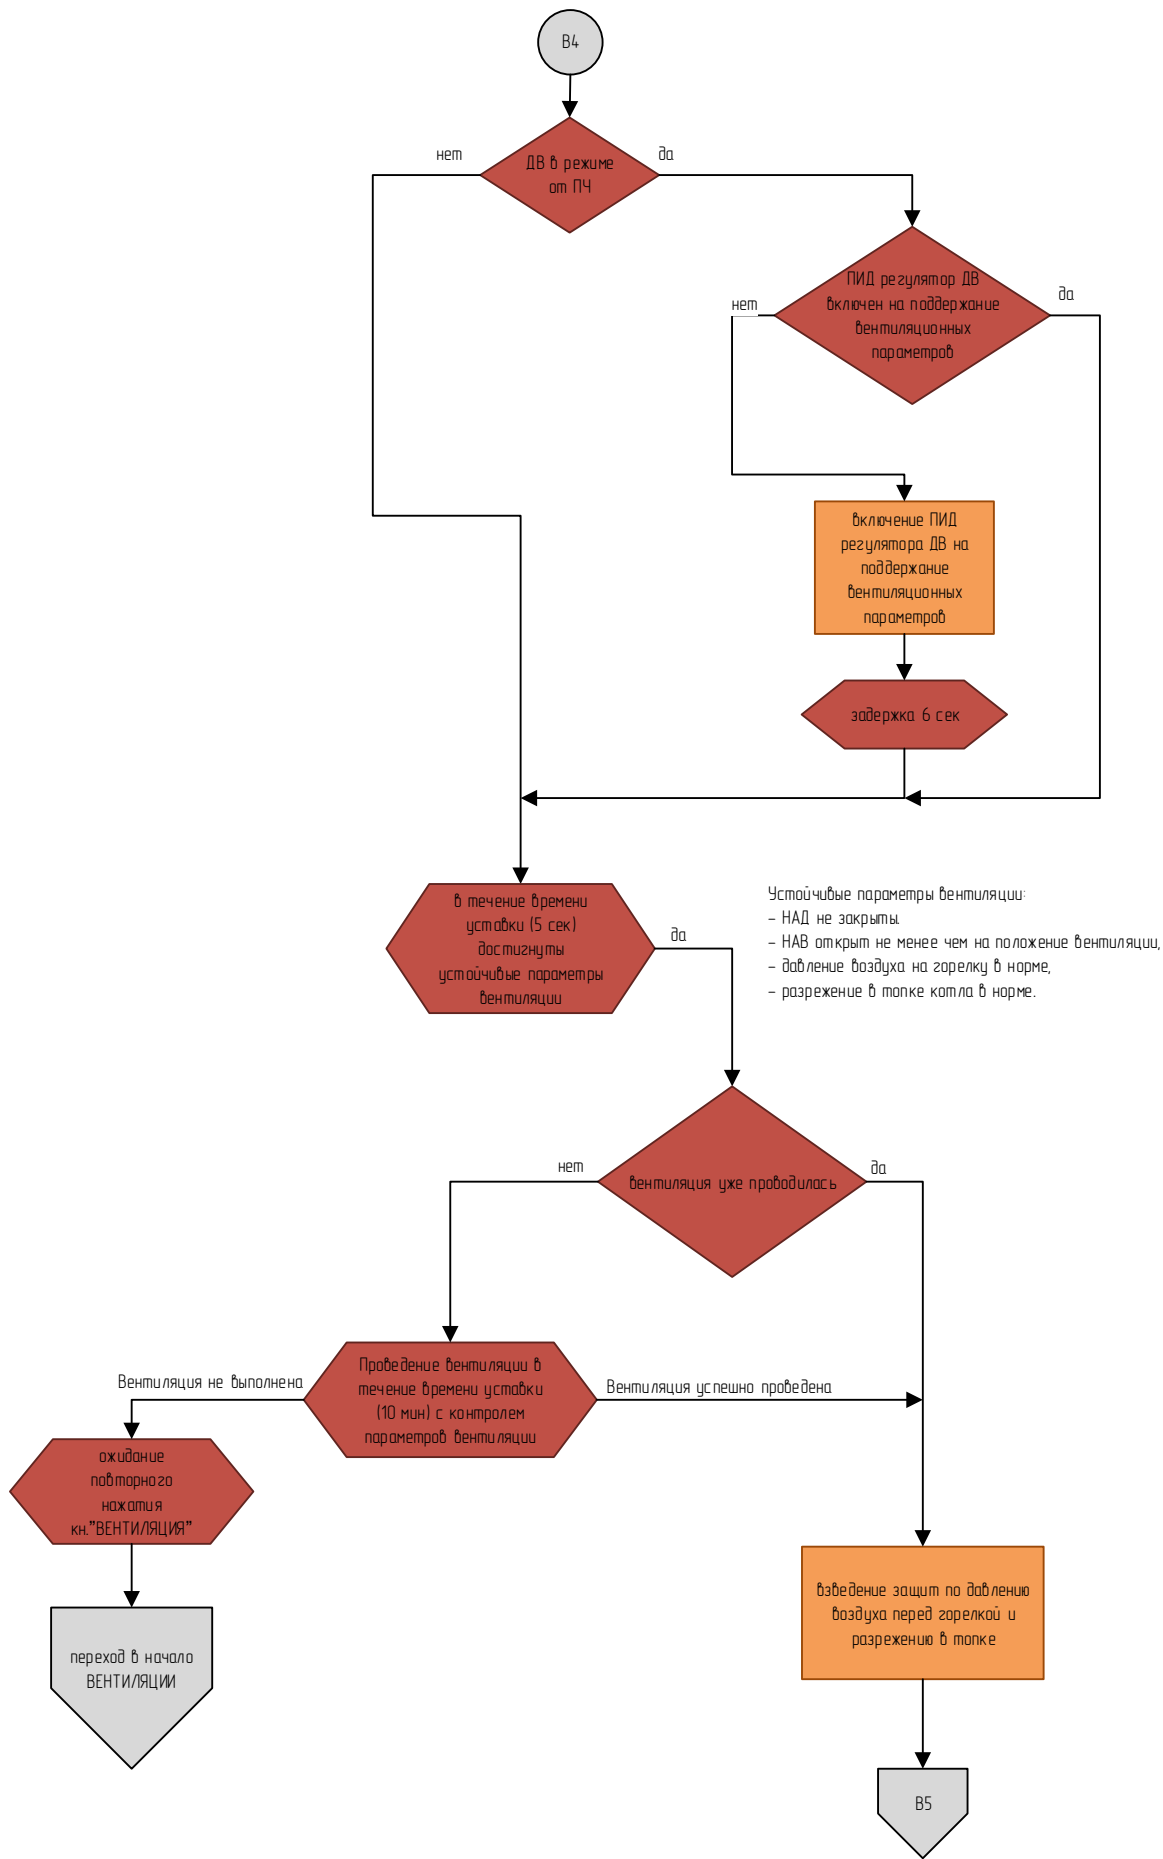 В4
нет
да
ДВ в режиме
от ПЧ
ПИД регулятор ДВ
включен на поддержание
вентиляционных
параметров
нет
да
включение ПИД
регулятора ДВ на
поддержание
вентиляционных
параметров
задержка 6 сек
в течение времени
уставки (5 сек)
достигнуты
устойчивые параметры
вентиляции
да
Устойчивые параметры вентиляции:
- НАД не закрыты.
- НАВ открыт не менее чем на положение вентиляции,
- давление воздуха на горелку в норме,
- разрежение в топке котла в норме.
нет
да
вентиляция уже проводилась
Вентиляция не выполнена
Проведение вентиляции в
течение времени уставки
(10 мин) с контролем
параметров вентиляции
Вентиляция успешно проведена
ожидание
повторного
нажатия
кн."ВЕНТИЛЯЦИЯ"
переход в начало
ВЕНТИЛЯЦИИ
взведение защит по давлению
воздуха перед горелкой и
разрежению в топке
В5